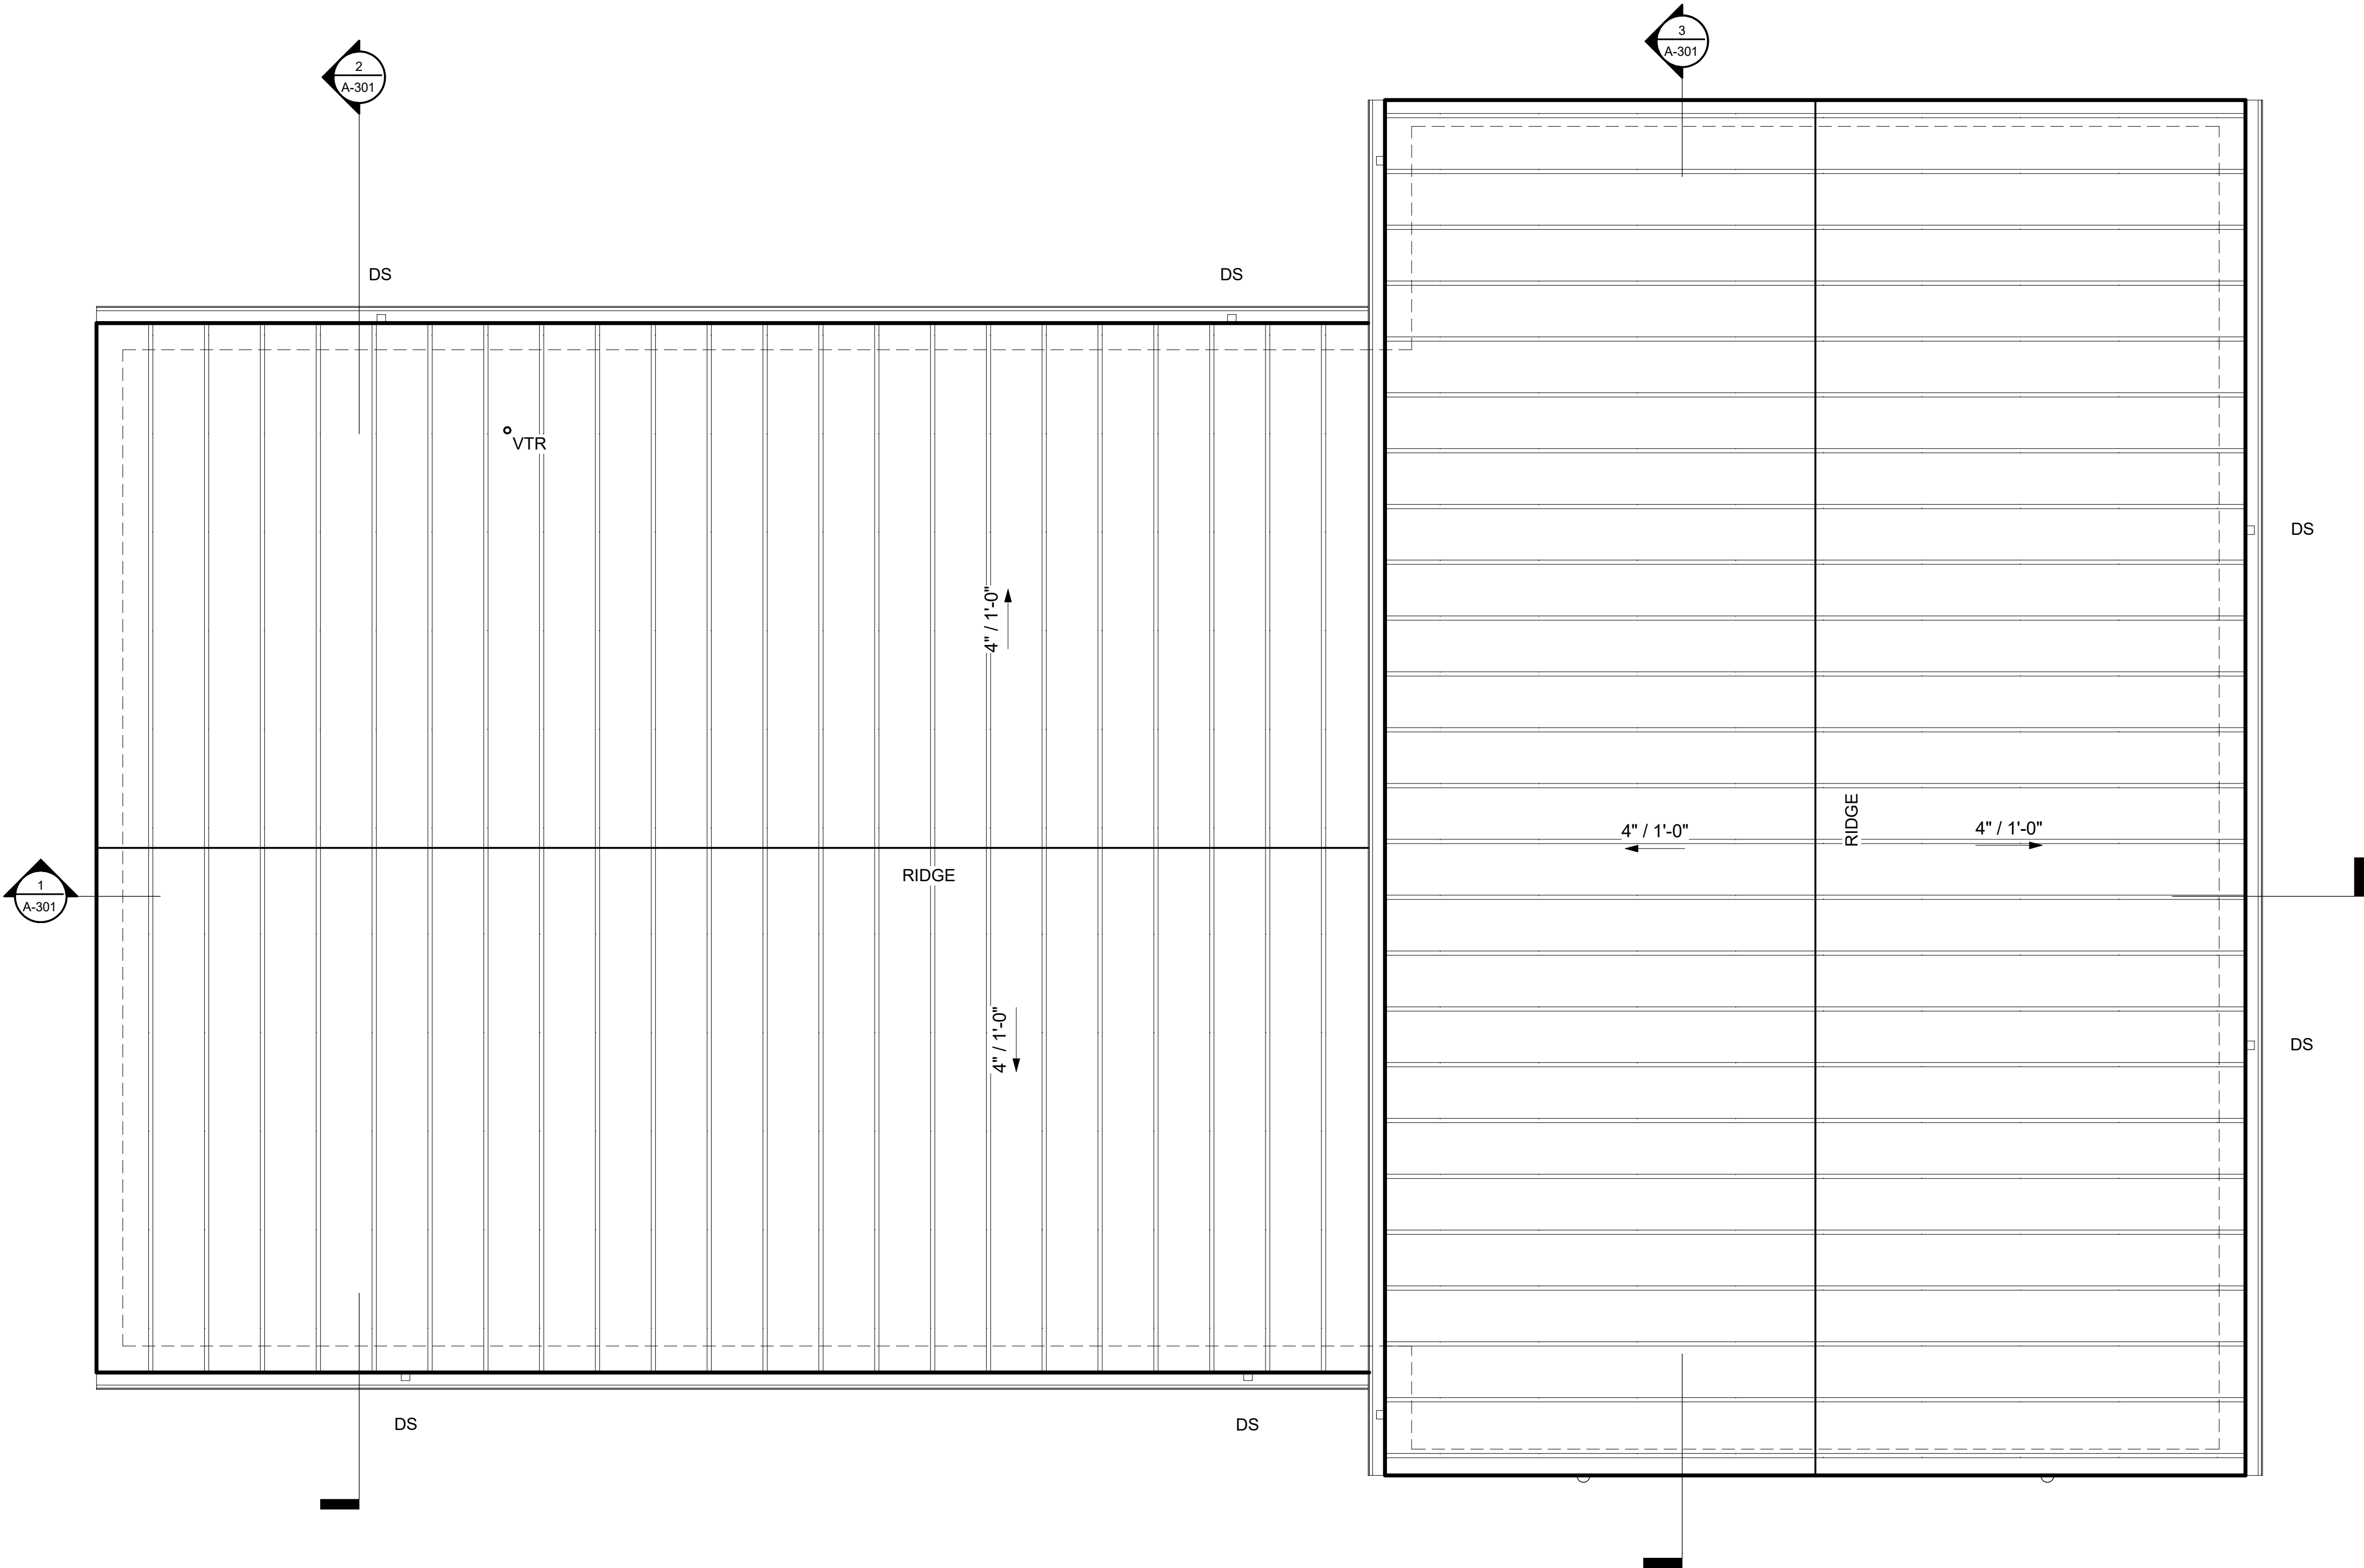 3
A-301
2
A-301
DS
DS
VTR
DS
4" / 1'-0"
4" / 1'-0"
RIDGE
4" / 1'-0"
RIDGE
1
A-301
4" / 1'-0"
DS
DS
DS